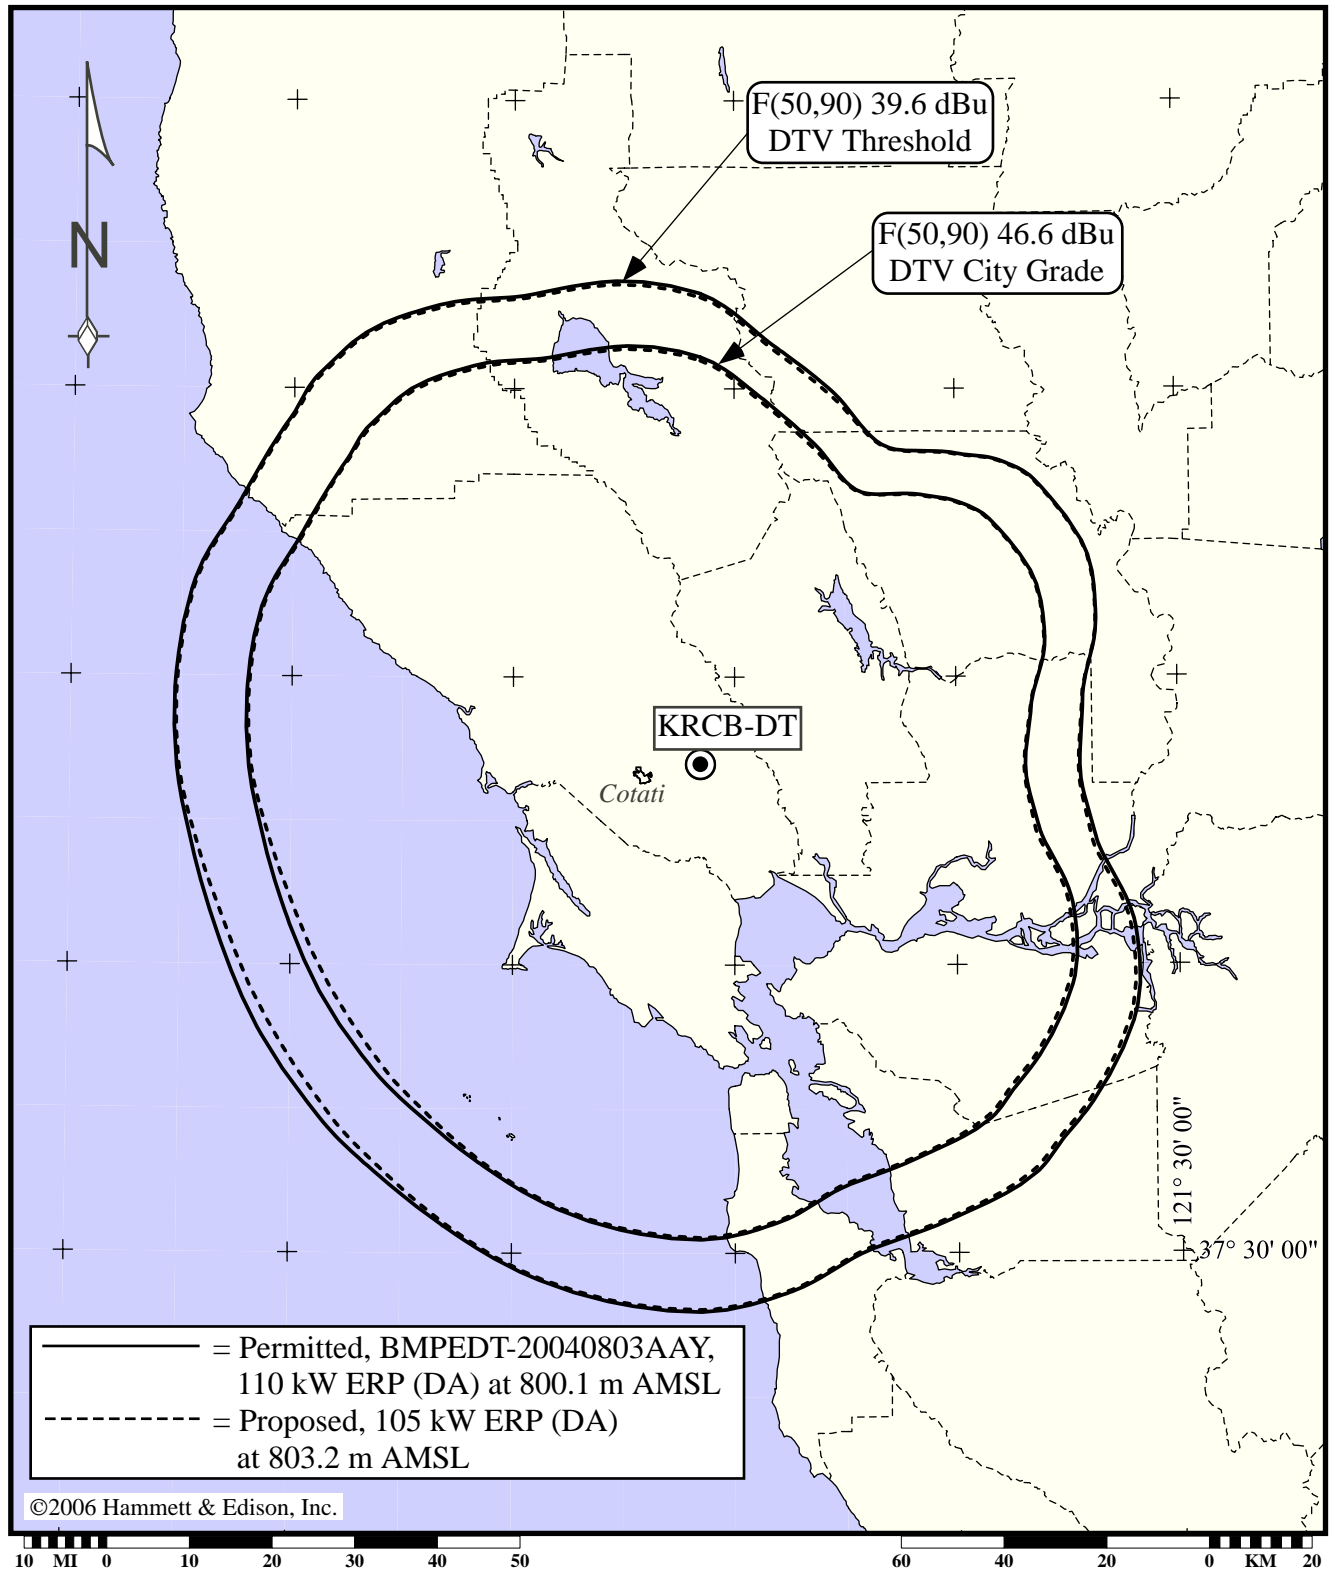 F(50,90) 39.6 dBu
DTV Threshold
F(50,90) 46.6 dBu
DTV City Grade
N
KRCB-DT
Cotati
121° 30' 00"
37° 30' 00"
= Permitted, BMPEDT-20040803AAY,
110 kW ERP (DA) at 800.1 m AMSL
= Proposed, 105 kW ERP (DA)
at 803.2 m AMSL
©2006 Hammett & Edison, Inc.
10 MI 0 10 20 30 40 50
60 40 20 0 KM 20